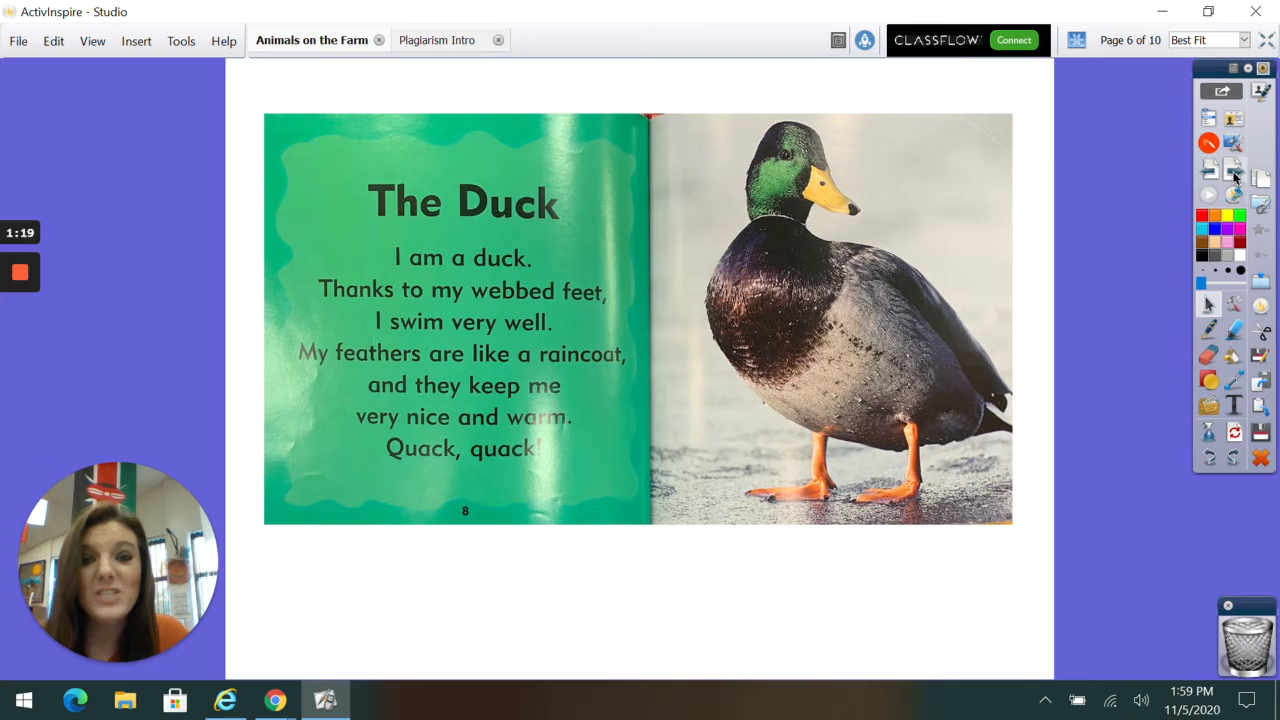 ActivInspire - Studio
File Edit View Insert Tools Help
Animals on the Farm
Plagiarism Intro
CLASSFLOW
Connect
Page 6 of 10
Best Fit
1:19
The Duck
I am a duck.
Thanks to my webbed feet,
I swim very well.
My feathers are like a raincoat,
and they keep me
very nice and warm.
Quack, quack!
8
1:59 PM
11/5/2020